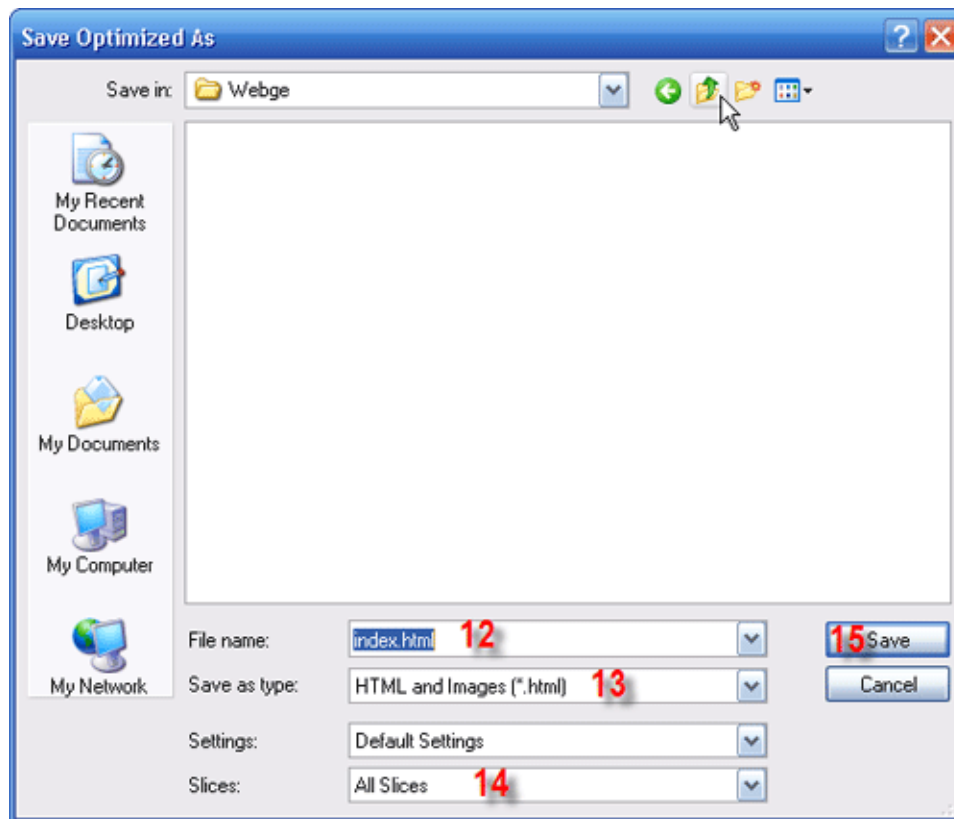 Save Optimized As
Save in: Webge
My Recent
Documents
Desktop
My Documents
My Computer
My Network
File name: index.html 12
15 Save
Save as type: HTML and Images (*.html) 13
Cancel
Settings: Default Settings
Slices: All Slices 14